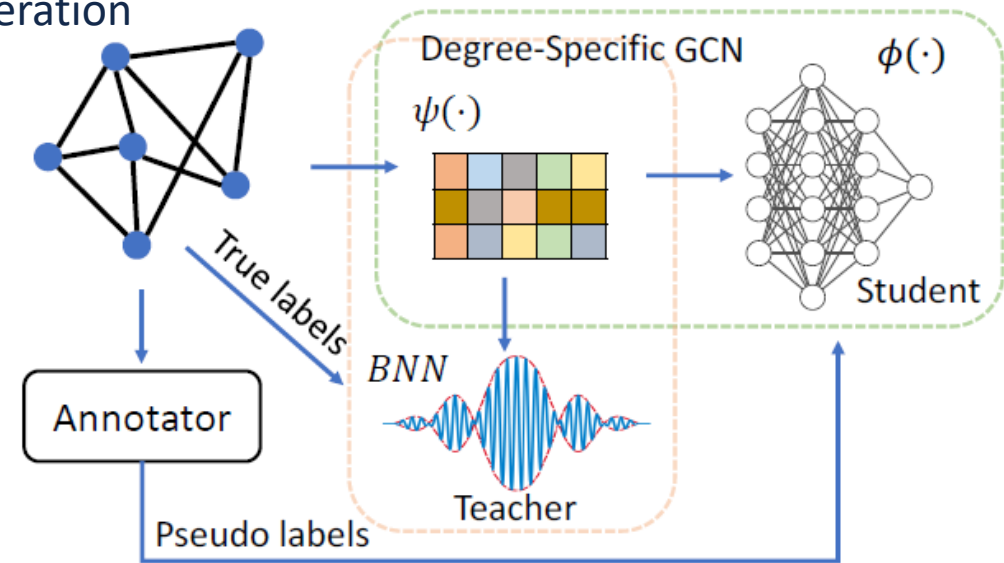 eration
Degree-Specific GCN
ϕ(·)
ψ(·)
True labels
Student
BNN
Annotator
Teacher
Pseudo labels